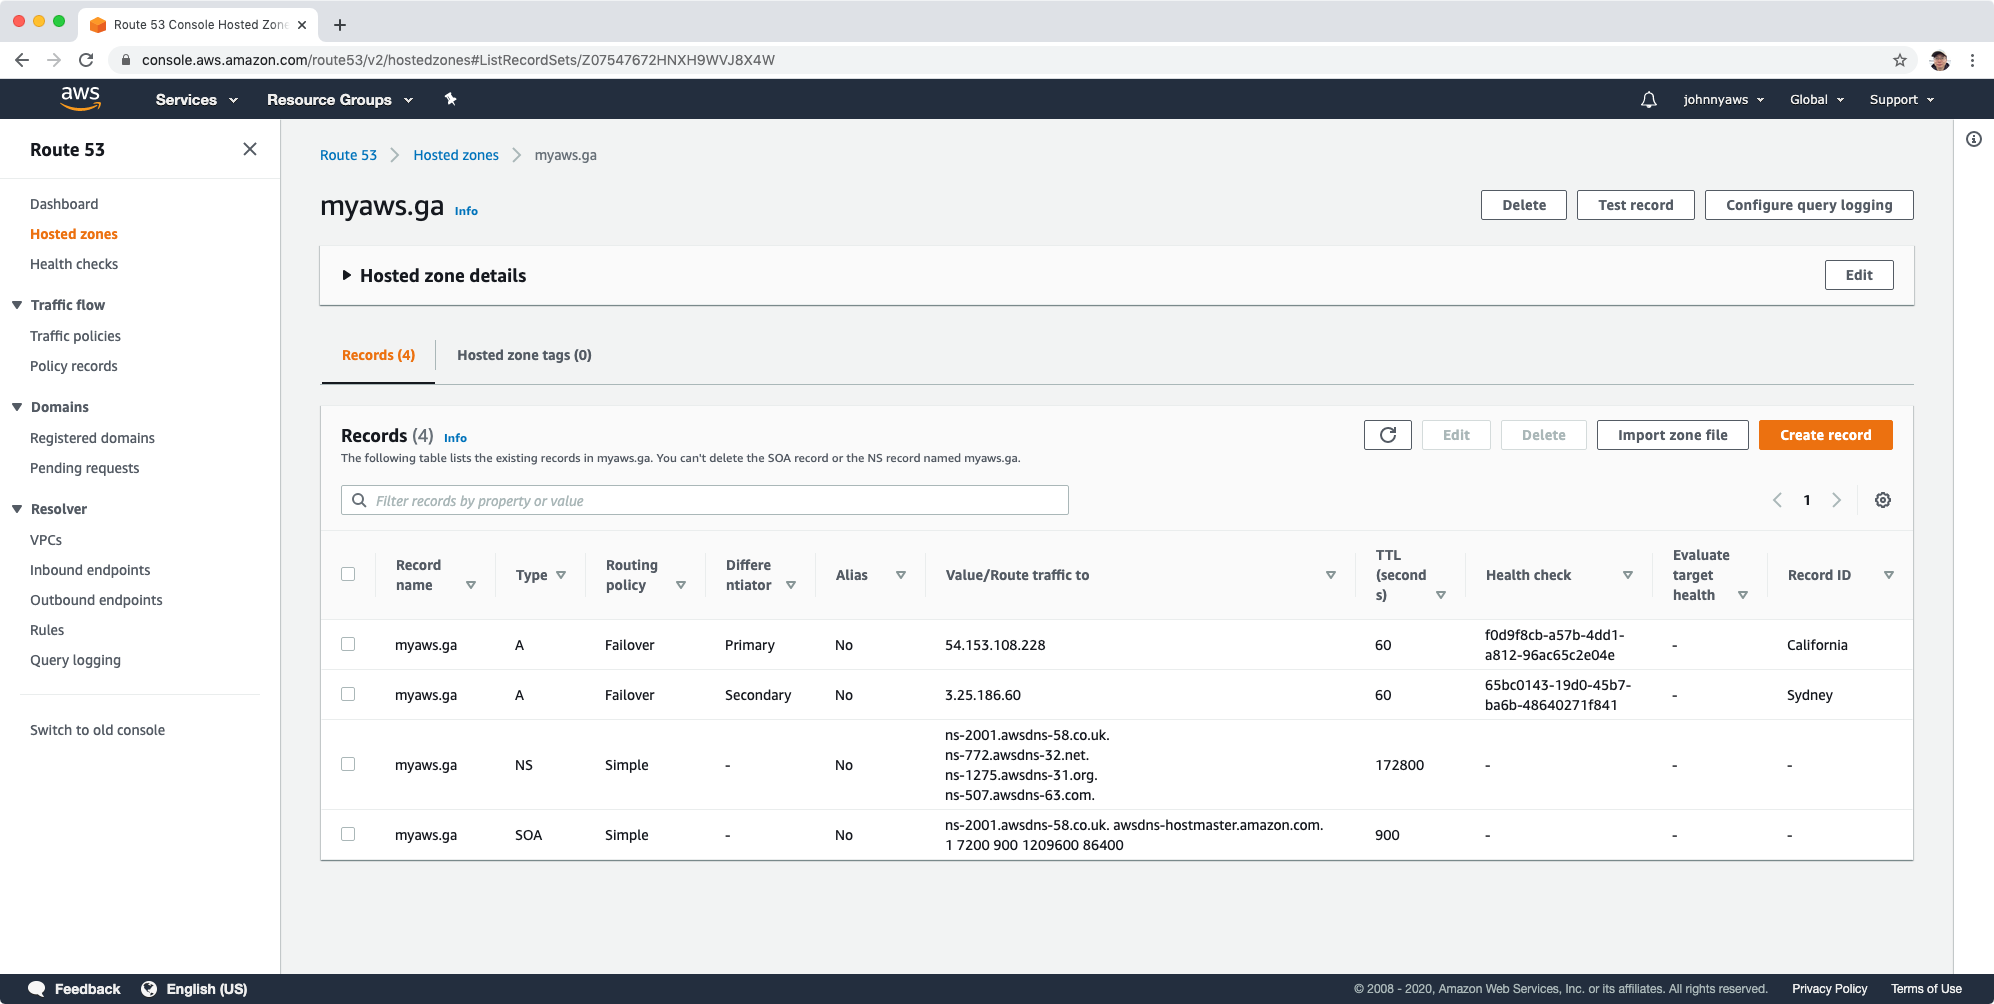 Route 53 Console Hosted Zone
console.aws.amazon.com/route53/v2/hostedzones#ListRecordSets/Z07547672HNXH9WVJ8X4W
aws Services Resource Groups johnnyaws Global Support
Route 53
Dashboard
Hosted zones
Health checks
Traffic flow
Traffic policies
Policy records
Domains
Registered domains
Pending requests
Resolver
VPCs
Inbound endpoints
Outbound endpoints
Rules
Query logging
Switch to old console
Route 53 Hosted zones myaws.ga
myaws.ga Info Delete Test record Configure query logging
Hosted zone details Edit
Records (4) Hosted zone tags (0)
Records (4) Info Edit Delete Import zone file Create record
The following table lists the existing records in myaws.ga. You can't delete the SOA record or the NS record named myaws.ga.
Filter records by property or value 1
Record
name
Type
Routing
policy
Differe
ntiator
Alias
Value/Route traffic to
TTL
(second
s)
Health check
Evaluate
target
health
Record ID
myaws.ga A Failover Primary No 54.153.108.228 60 f0d9f8cb-a57b-4dd1-
a812-96ac65c2e04e - California
myaws.ga A Failover Secondary No 3.25.186.60 60 65bc0143-19d0-45b7-
ba6b-48640271f841 - Sydney
myaws.ga NS Simple - No ns-2001.awsdns-58.co.uk.
ns-772.awsdns-32.net.
ns-1275.awsdns-31.org.
ns-507.awsdns-63.com.
172800 - - -
myaws.ga SOA Simple - No ns-2001.awsdns-58.co.uk. awsdns-hostmaster.amazon.com.
1 7200 900 1209600 86400
900 - - -
Feedback English (US) © 2008 - 2020, Amazon Web Services, Inc. or its affiliates. All rights reserved. Privacy Policy Terms of Use